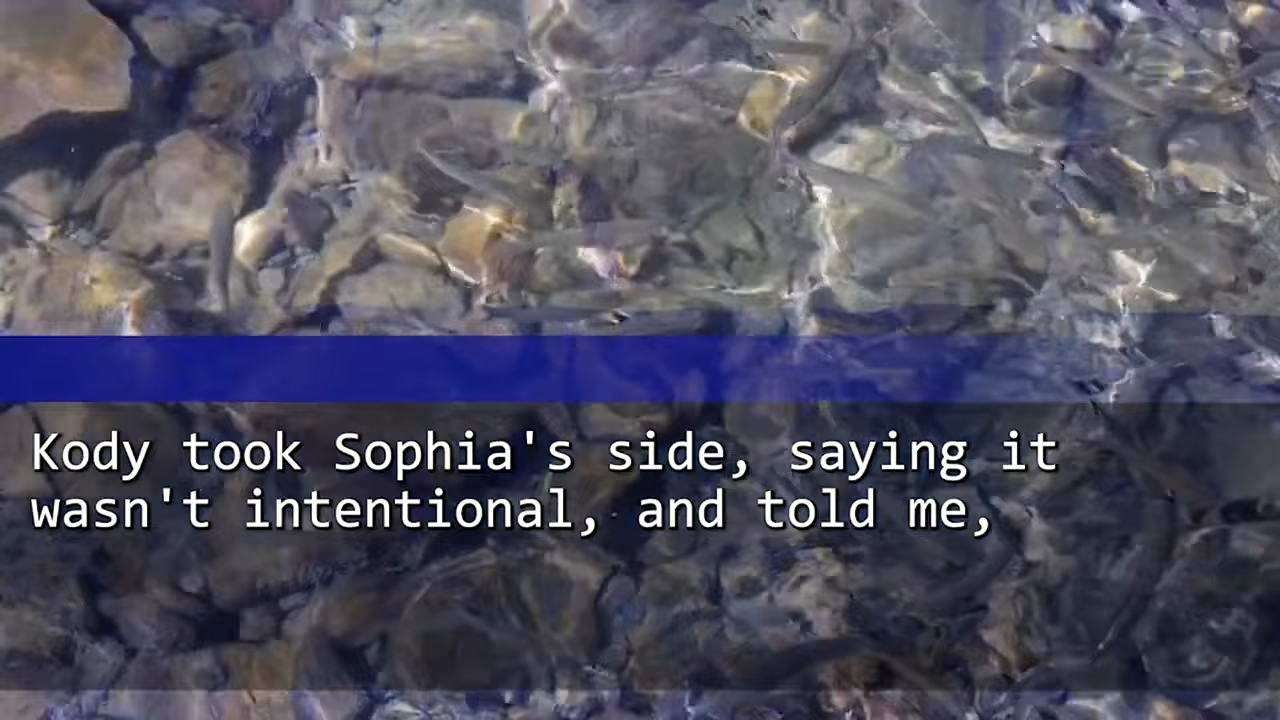 Kody took Sophia's side, saying it
wasn't intentional, and told me,